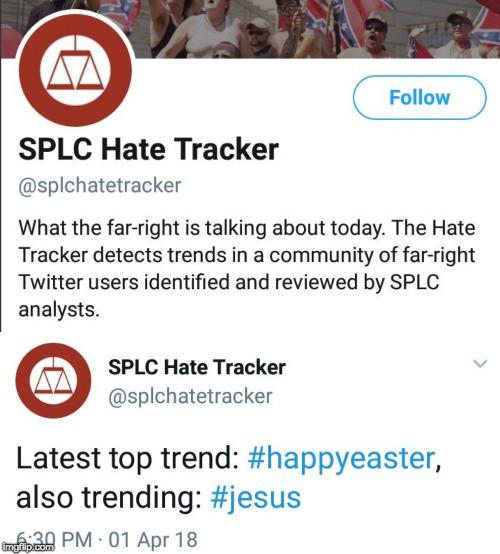 Follow
SPLC Hate Tracker
@splchatetracker
What the far-right is talking about today. The Hate
Tracker detects trends in a community of far-right
Twitter users identified and reviewed by SPLC
analysts.
SPLC Hate Tracker
@splchatetracker
Latest top trend: #happyeaster,
also trending: #jesus
6:30 PM · 01 Apr 18
imgflip.com